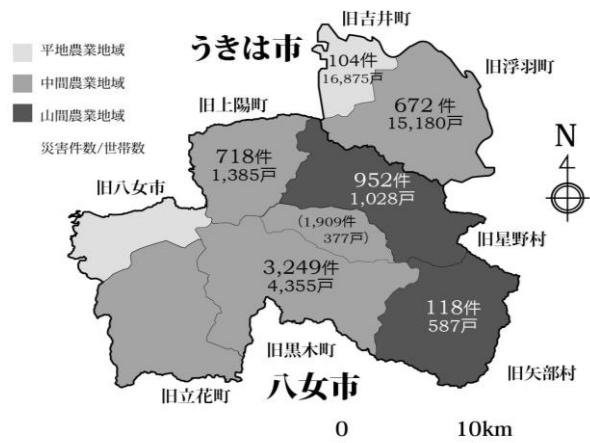 旧吉井町
うきは市
平地農業地域
中間農業地域
山間農業地域
災害件数/世帯数
104件
16,875戸
旧浮羽町
672件
15,180戸
旧上陽町
718件
1,385戸
N
952件
1,028戸
旧八女市
(1,909件
377戸)
旧星野村
3,249件
4,355戸
118件
587戸
旧黒木町
旧矢部村
旧立花町
八女市
0 10km